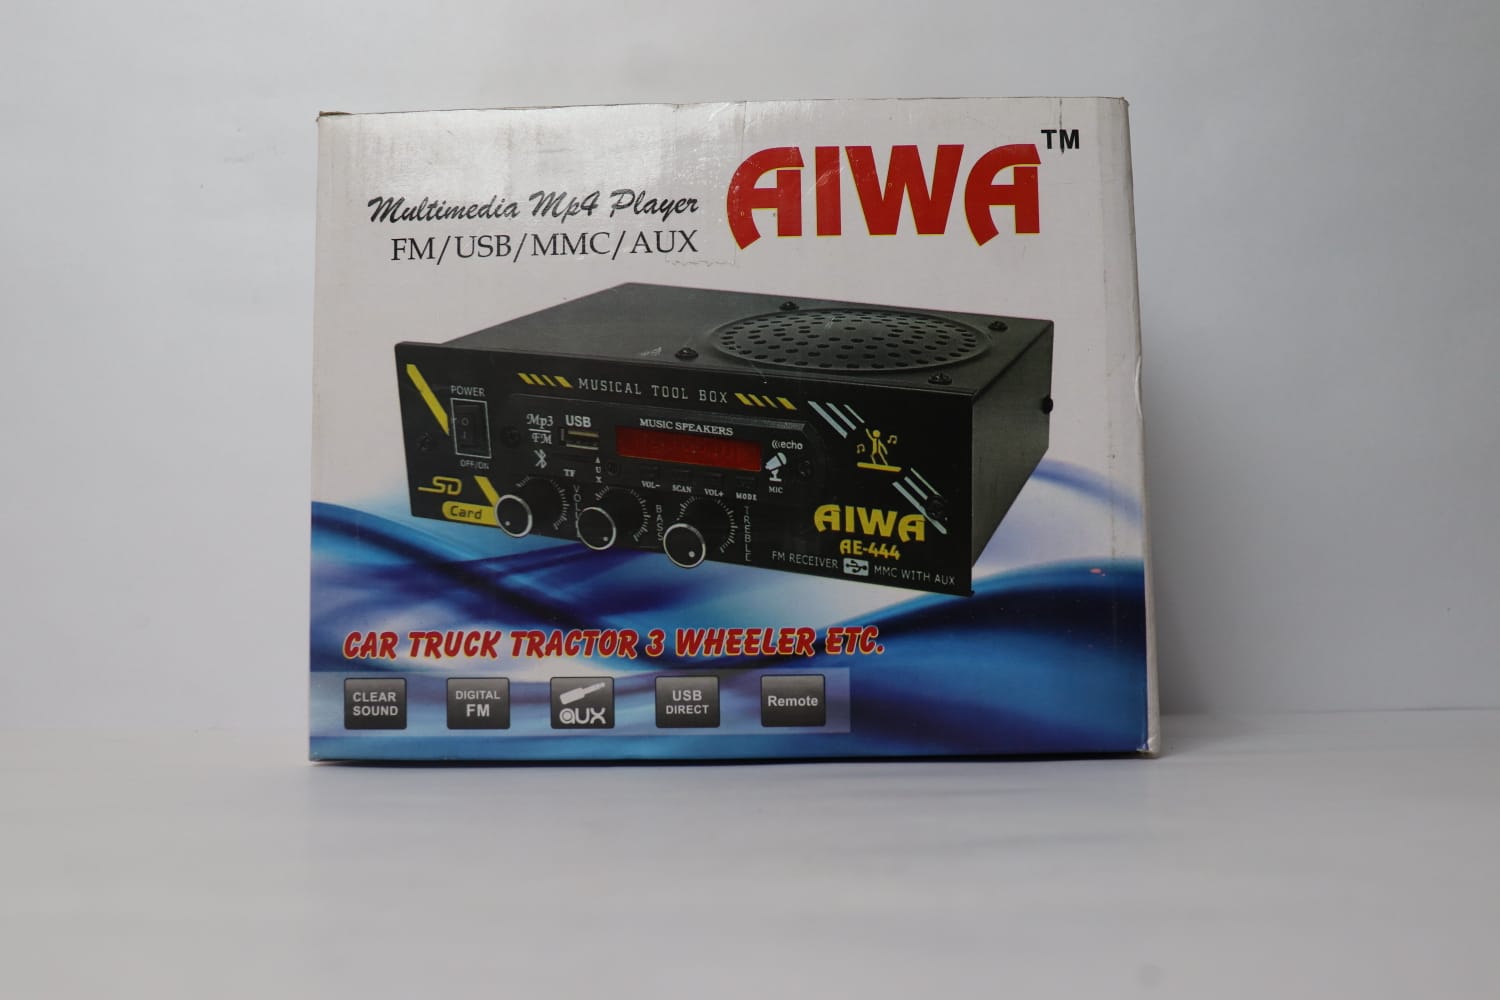 AIWA™
Multimedia Mp4 Player
FM/USB/MMC/AUX
MUSICAL TOOL BOX
POWER
OFF/ON
Mp3
FM
USB
MUSIC SPEAKERS
echo
MIC
TF
AUX
VOL-
SCAN
VOL+
MODE
SD
Card
BASS
TREBLE
AIWA
AE-444
FM RECEIVER MMC WITH AUX
CAR TRUCK TRACTOR 3 WHEELER ETC.
CLEAR
SOUND
DIGITAL
FM
aux
USB
DIRECT
Remote